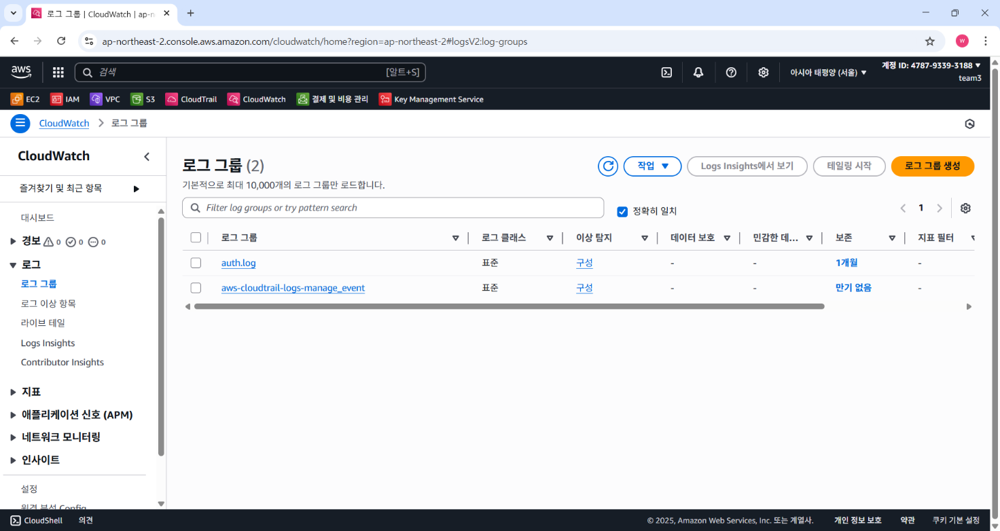 로그 그룹 | CloudWatch | ap-n
ap-northeast-2.console.aws.amazon.com/cloudwatch/home?region=ap-northeast-2#logsV2:log-groups
W
aws
검색 [알트+S]
아시아 태평양 (서울)
계정 ID: 4787-9339-3188
team3
EC2 IAM VPC S3 CloudTrail CloudWatch 결제 및 비용 관리 Key Management Service
CloudWatch 로그 그룹
CloudWatch
즐겨찾기 및 최근 항목
대시보드
경보 0 0 0
로그
로그 그룹
로그 이상 항목
라이브 테일
Logs Insights
Contributor Insights
지표
애플리케이션 신호 (APM)
네트워크 모니터링
인사이트
설정
원격 분석 Config
로그 그룹 (2)
작업
Logs Insights에서 보기
테일링 시작
로그 그룹 생성
기본적으로 최대 10,000개의 로그 그룹만 로드합니다.
Filter log groups or try pattern search
정확히 일치
1
로그 그룹 로그 클래스 이상 탐지 데이터 보호 민감한 데... 보존 지표 필터
auth.log 표준 구성 - - 1개월 -
aws-cloudtrail-logs-manage_event 표준 구성 - - 만기 없음 -
CloudShell 의견
© 2025, Amazon Web Services, Inc. 또는 계열사. 개인 정보 보호 약관 쿠키 기본 설정